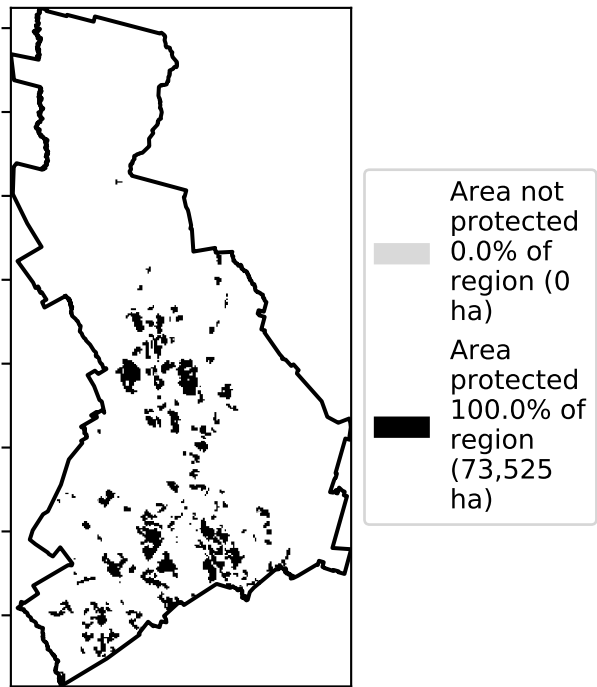 Area not
protected
0.0% of
region (0
ha)
Area
protected
100.0% of
region
(73,525
ha)